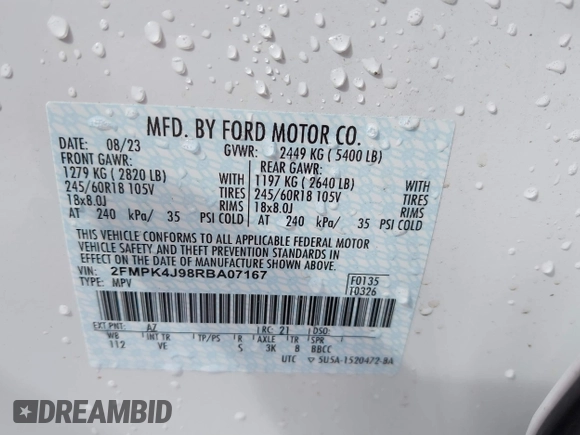 MFD. BY FORD MOTOR CO.
DATE: 08/23 GVWR: 2449 KG ( 5400 LB)
FRONT GAWR: REAR GAWR:
1279 KG ( 2820 LB) WITH 1197 KG ( 2640 LB) WITH
245/60R18 105V TIRES 245/60R18 105V TIRES
18x8.0J RIMS 18x8.0J RIMS
AT 240 kPa/ 35 PSI COLD AT 240 kPa/ 35 PSI COLD
THIS VEHICLE CONFORMS TO ALL APPLICABLE FEDERAL MOTOR
VEHICLE SAFETY AND THEFT PREVENTION STANDARDS IN EFFECT
ON THE DATE OF MANUFACTURE SHOWN ABOVE.
VIN: 2FMPK4J98RBA07167 F0135
TYPE: MPV T0326
EXT PNT: AZ RC: 21 DSO:
WB INT TR TP/PS R AXLE TR SPR
112 VE 5 3K 8 BBCC
UTC 5U5A-1520472-BA
DREAMBID